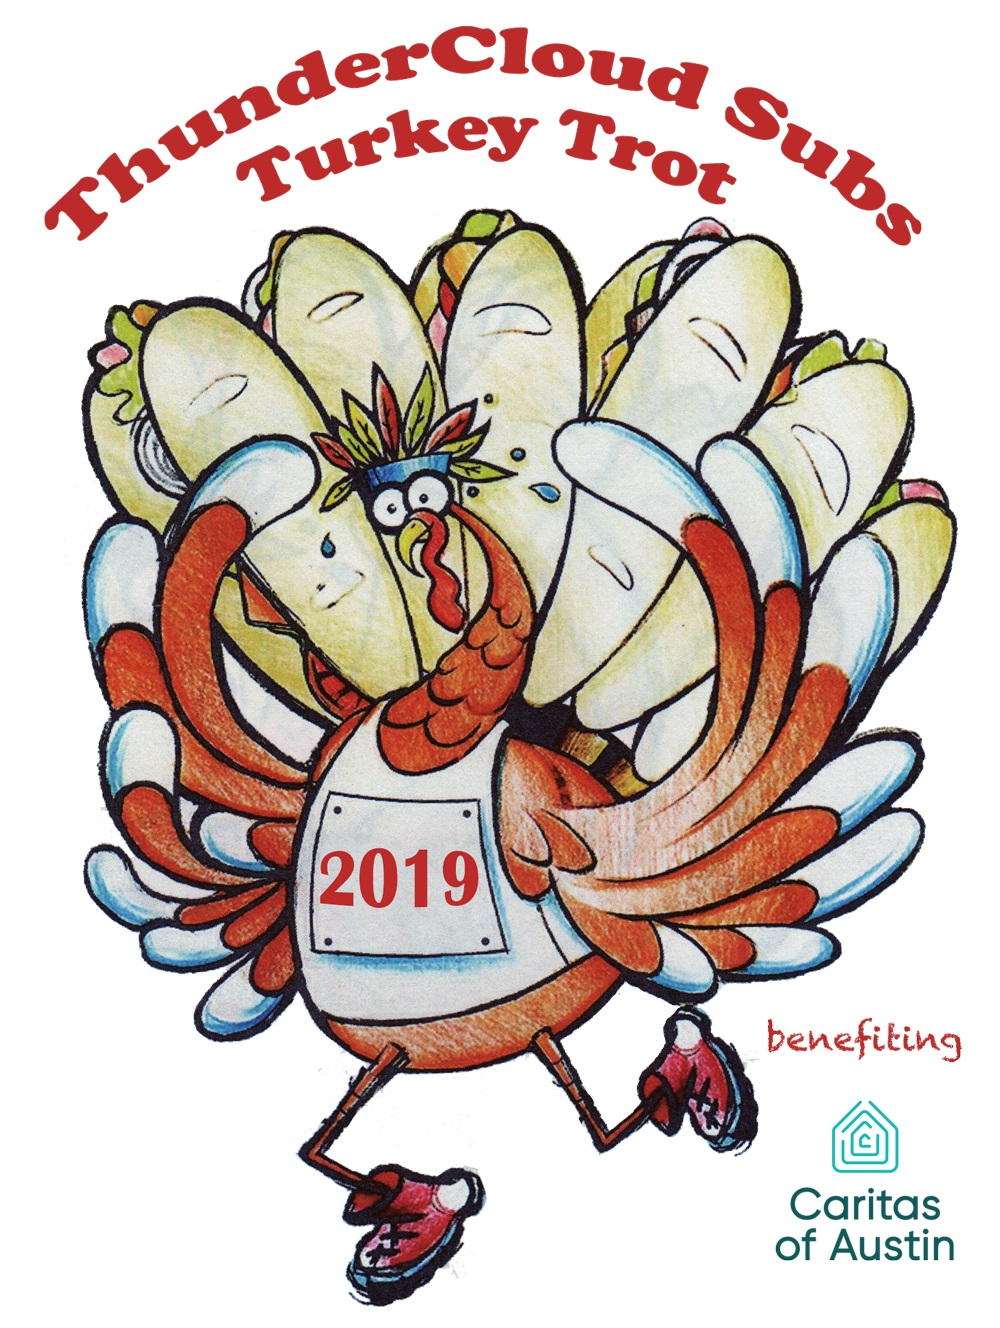 ThunderCloud Subs
Turkey Trot
2019
benefiting
C
Caritas
of Austin